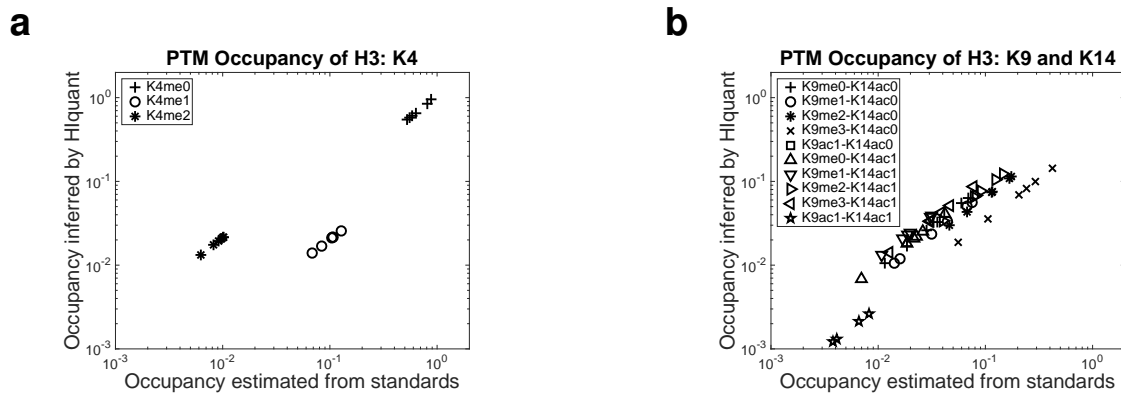 a
PTM Occupancy of H3: K4
K4me0
K4me1
K4me2
10^0
10^-1
10^-2
10^-3
Occupancy inferred by HIquant
10^-3
10^-2
10^-1
10^0
Occupancy estimated from standards
b
PTM Occupancy of H3: K9 and K14
K9me0-K14ac0
K9me1-K14ac0
K9me2-K14ac0
K9me3-K14ac0
K9ac1-K14ac0
K9me0-K14ac1
K9me1-K14ac1
K9me2-K14ac1
K9me3-K14ac1
K9ac1-K14ac1
10^0
10^-1
10^-2
10^-3
Occupancy inferred by HIquant
10^-3
10^-2
10^-1
10^0
Occupancy estimated from standards